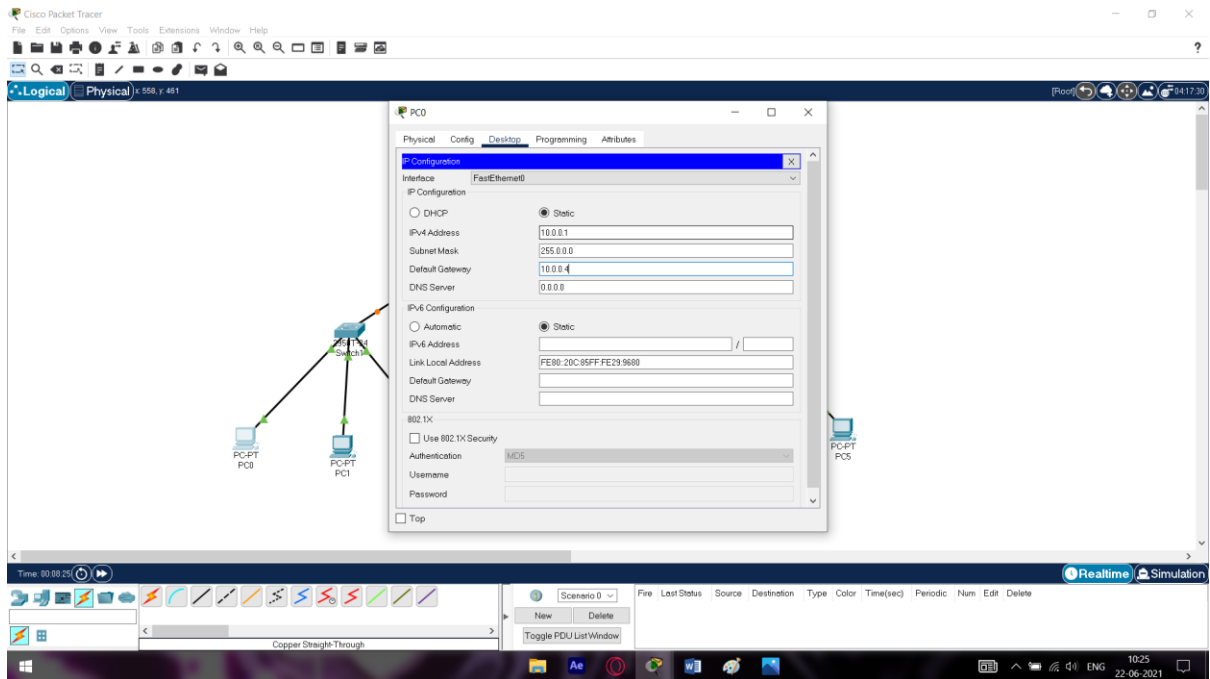 Cisco Packet Tracer
File Edit Options View Tools Extensions Window Help
?
Logical Physical x: 558, y: 461 [Root] 04:17:30
PC0
Physical Config Desktop Programming Attributes
IP Configuration X
Interface FastEthernet0
IP Configuration
DHCP Static
IPv4 Address 10.0.0.1
Subnet Mask 255.0.0.0
Default Gateway 10.0.0.4
DNS Server 0.0.0.0
IPv6 Configuration
Automatic Static
IPv6 Address /
Link Local Address FE80::20C:85FF:FE29:9680
Default Gateway
DNS Server
802.1X
Use 802.1X Security
Authentication MD5
Username
Password
Top
Switch1
PC-PT
PC0
PC-PT
PC1
PC-PT
PC5
Time: 00:08:25 Realtime Simulation
Scenario 0
New Delete
Toggle PDU List Window
Fire Last Status Source Destination Type Color Time(sec) Periodic Num Edit Delete
Copper Straight-Through
Ae ENG 10:25
22-06-2021